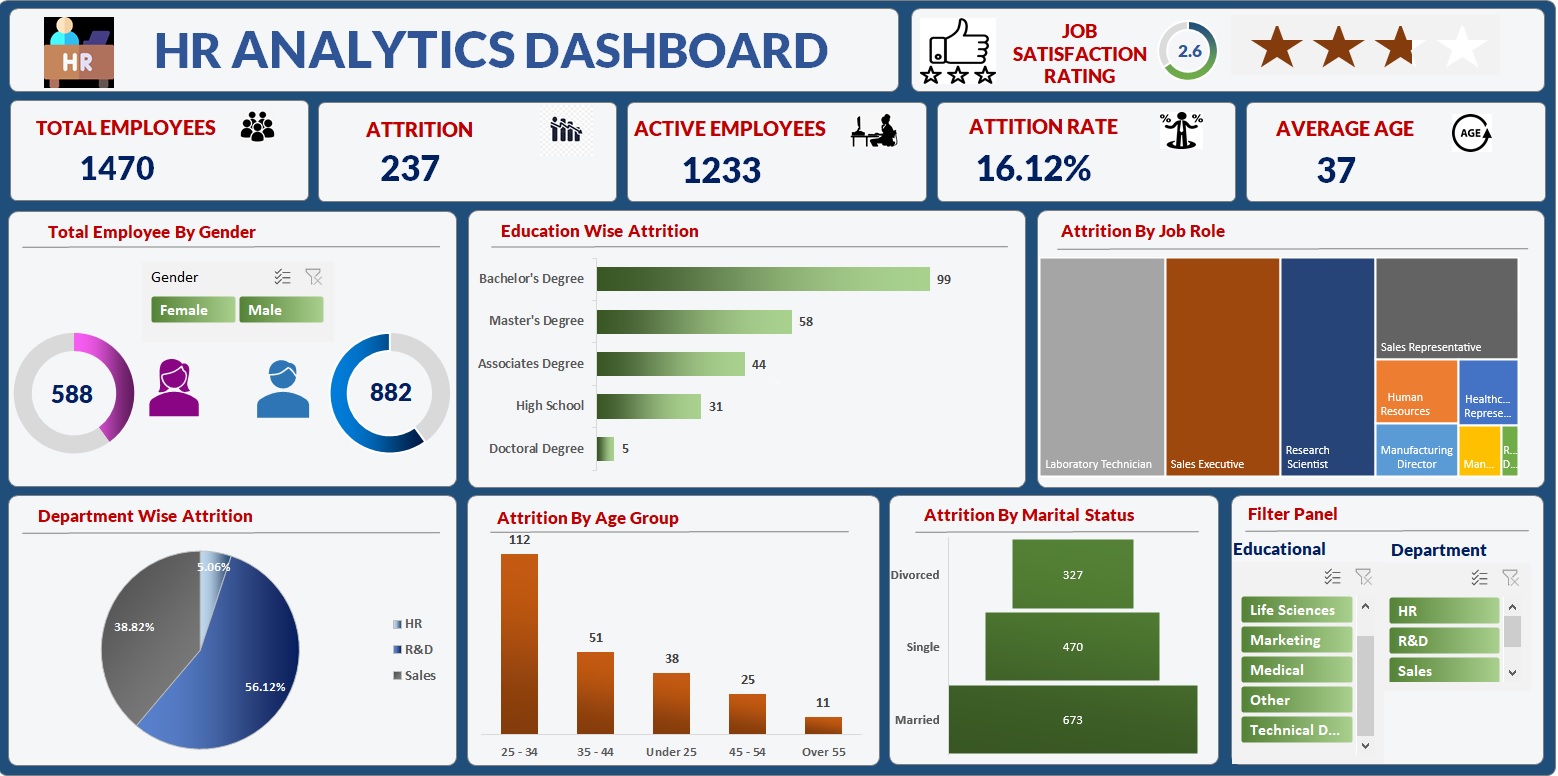 HR
HR ANALYTICS DASHBOARD
JOB
SATISFACTION
RATING
2.6
TOTAL EMPLOYEES
1470
ATTRITION
237
ACTIVE EMPLOYEES
1233
ATTITION RATE
16.12%
AVERAGE AGE
AGE
37
Total Employee By Gender
Gender
Female
Male
588
882
Education Wise Attrition
Bachelor's Degree
99
Master's Degree
58
Associates Degree
44
High School
31
Doctoral Degree
5
Attrition By Job Role
Laboratory Technician
Sales Executive
Research
Scientist
Sales Representative
Human
Resources
Healthc...
Represe...
Manufacturing
Director
Man...
R...
D...
Department Wise Attrition
5.06%
38.82%
56.12%
HR
R&D
Sales
Attrition By Age Group
112
51
38
25
11
25 - 34
35 - 44
Under 25
45 - 54
Over 55
Attrition By Marital Status
Divorced
327
Single
470
Married
673
Filter Panel
Educational
Life Sciences
Marketing
Medical
Other
Technical D...
Department
HR
R&D
Sales